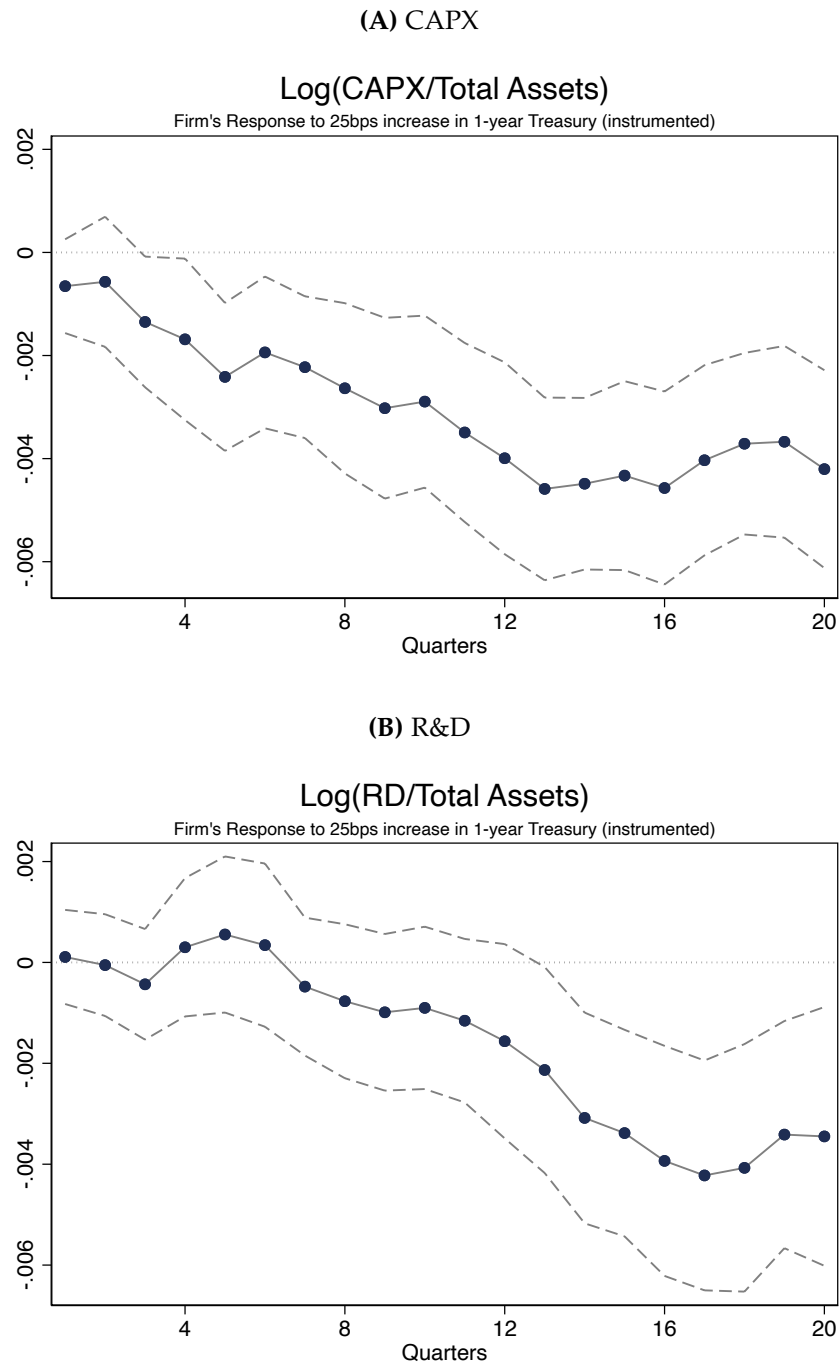 (A) CAPX
Log(CAPX/Total Assets)
Firm's Response to 25bps increase in 1-year Treasury (instrumented)
.002
0
-.002
-.004
-.006
4 8 12 16 20
Quarters
(B) R&D
Log(RD/Total Assets)
Firm's Response to 25bps increase in 1-year Treasury (instrumented)
.002
0
-.002
-.004
-.006
4 8 12 16 20
Quarters